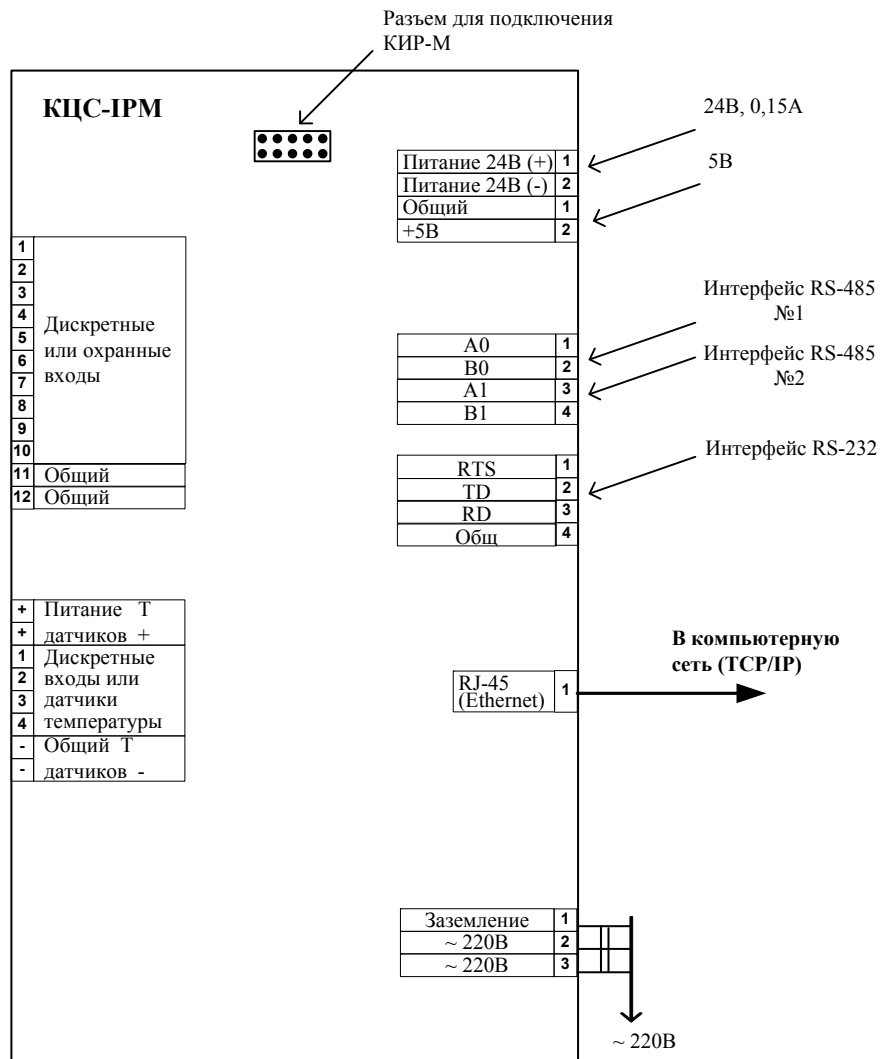 Разъем для подключения
КИР-М
КЦС-IPM
24В, 0,15А
Питание 24В (+) 1
Питание 24В (-) 2
Общий 1
+5В 2
5В
1
2
3
4
5
6
7
8
9
10
Дискретные
или охранные
входы
11 Общий
12 Общий
Интерфейс RS-485
№1
A0 1
B0 2
A1 3
B1 4
Интерфейс RS-485
№2
Интерфейс RS-232
RTS 1
TD 2
RD 3
Общ 4
+ Питание Т
+ датчиков +
1 Дискретные
2 входы или
3 датчики
4 температуры
- Общий Т
- датчиков -
В компьютерную
сеть (TCP/IP)
RJ-45
(Ethernet) 1
Заземление 1
~ 220В 2
~ 220В 3
~ 220В